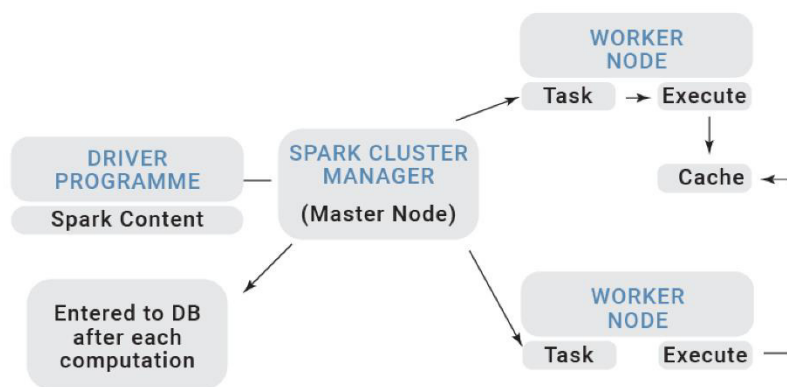 WORKER
NODE
Task
Execute
Cache
DRIVER
PROGRAMME
Spark Content
SPARK CLUSTER
MANAGER
(Master Node)
Entered to DB
after each
computation
WORKER
NODE
Task
Execute